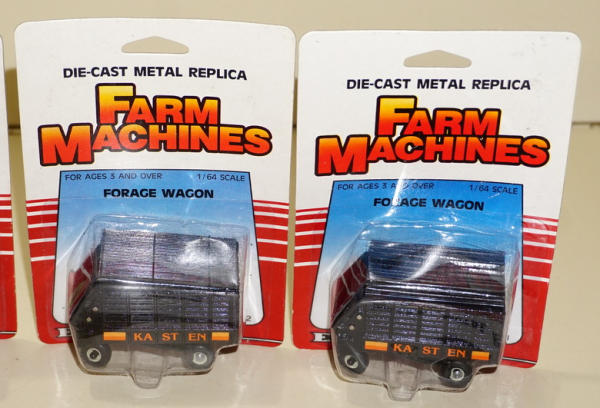 DIE-CAST METAL REPLICA
FARM
MACHINES
FOR AGES 3 AND OVER 1/64 SCALE
FORAGE WAGON
KA ST EN
2
DIE-CAST METAL REPLICA
FARM
MACHINES
FOR AGES 3 AND OVER 1/64 SCALE
FORAGE WAGON
KA ST EN